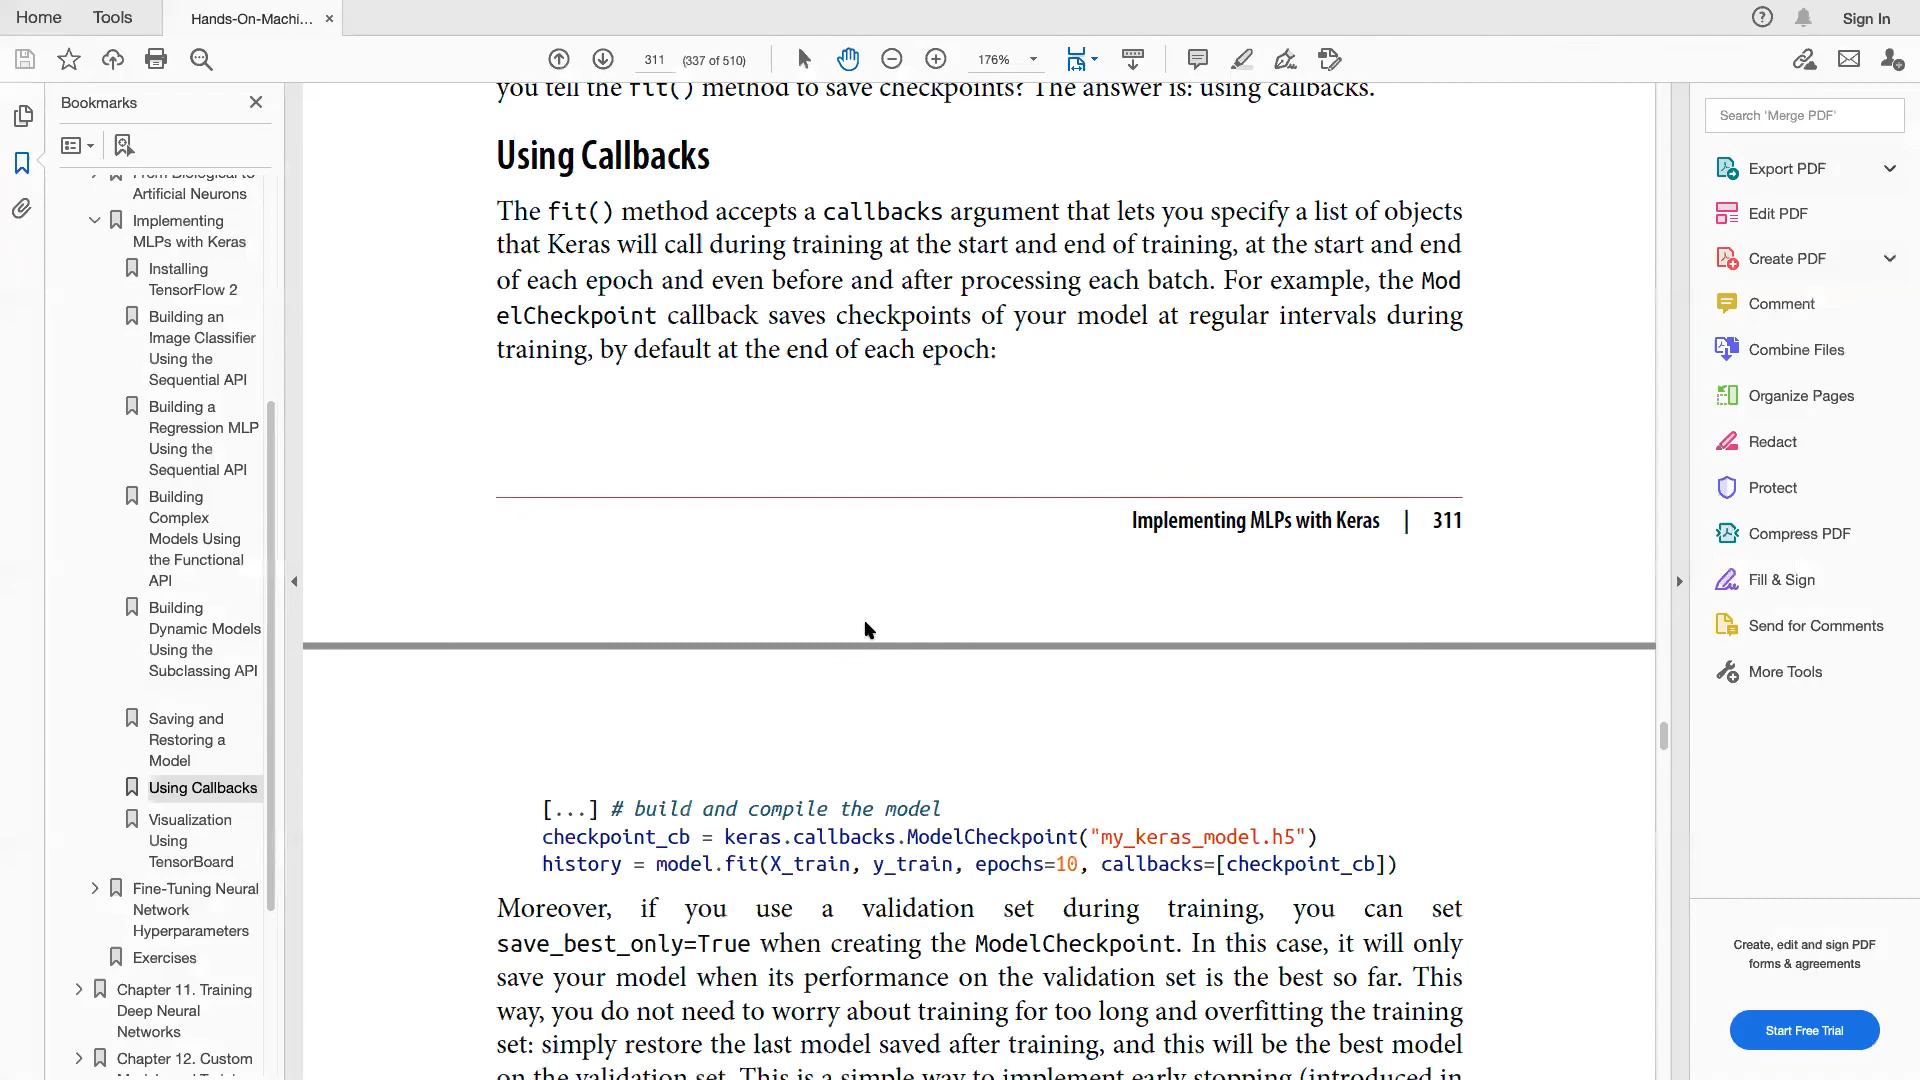 Home
Tools
Hands-On-Machi...
Sign In
311
(337 of 510)
176%
Bookmarks
Artificial Neurons
Implementing
MLPs with Keras
Installing
TensorFlow 2
Building an
Image Classifier
Using the
Sequential API
Building a
Regression MLP
Using the
Sequential API
Building
Complex
Models Using
the Functional
API
Building
Dynamic Models
Using the
Subclassing API
Saving and
Restoring a
Model
Using Callbacks
Visualization
Using
TensorBoard
Fine-Tuning Neural
Network
Hyperparameters
Exercises
Chapter 11. Training
Deep Neural
Networks
Chapter 12. Custom
you tell the fit() method to save checkpoints? The answer is: using callbacks.
Using Callbacks
The fit() method accepts a callbacks argument that lets you specify a list of objects
that Keras will call during training at the start and end of training, at the start and end
of each epoch and even before and after processing each batch. For example, the Mod
elCheckpoint callback saves checkpoints of your model at regular intervals during
training, by default at the end of each epoch:
Implementing MLPs with Keras | 311
[...] # build and compile the model
checkpoint_cb = keras.callbacks.ModelCheckpoint("my_keras_model.h5")
history = model.fit(X_train, y_train, epochs=10, callbacks=[checkpoint_cb])
Moreover, if you use a validation set during training, you can set
save_best_only=True when creating the ModelCheckpoint. In this case, it will only
save your model when its performance on the validation set is the best so far. This
way, you do not need to worry about training for too long and overfitting the training
set: simply restore the last model saved after training, and this will be the best model
on the validation set. This is a simple way to implement early stopping (introduced in
Search 'Merge PDF'
Export PDF
Edit PDF
Create PDF
Comment
Combine Files
Organize Pages
Redact
Protect
Compress PDF
Fill & Sign
Send for Comments
More Tools
Create, edit and sign PDF
forms & agreements
Start Free Trial